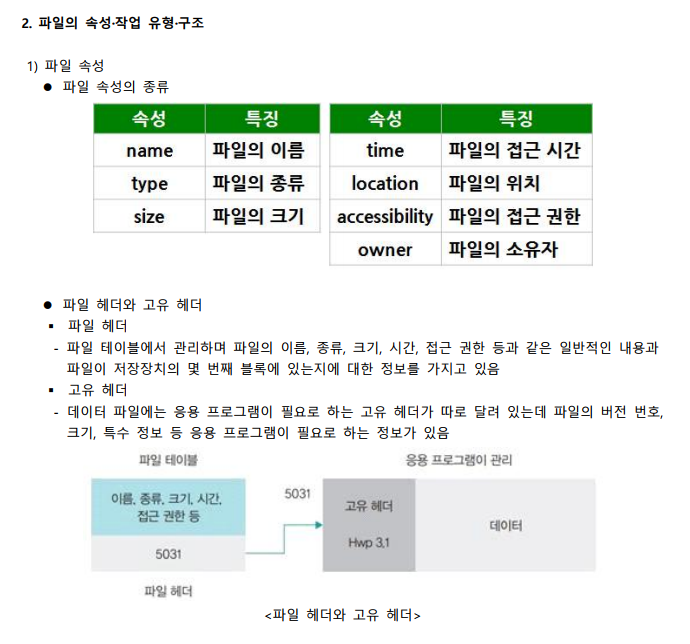 2. 파일의 속성·작업 유형·구조
1) 파일 속성
● 파일 속성의 종류
속성 특징
name 파일의 이름
type 파일의 종류
size 파일의 크기
속성 특징
time 파일의 접근 시간
location 파일의 위치
accessibility 파일의 접근 권한
owner 파일의 소유자
● 파일 헤더와 고유 헤더
▪ 파일 헤더
- 파일 테이블에서 관리하며 파일의 이름, 종류, 크기, 시간, 접근 권한 등과 같은 일반적인 내용과
파일이 저장장치의 몇 번째 블록에 있는지에 대한 정보를 가지고 있음
▪ 고유 헤더
- 데이터 파일에는 응용 프로그램이 필요로 하는 고유 헤더가 따로 달려 있는데 파일의 버전 번호,
크기, 특수 정보 등 응용 프로그램이 필요로 하는 정보가 있음
파일 테이블
이름, 종류, 크기, 시간,
접근 권한 등
5031
파일 헤더
5031
응용 프로그램이 관리
고유 헤더
Hwp 3.1
데이터
<파일 헤더와 고유 헤더>